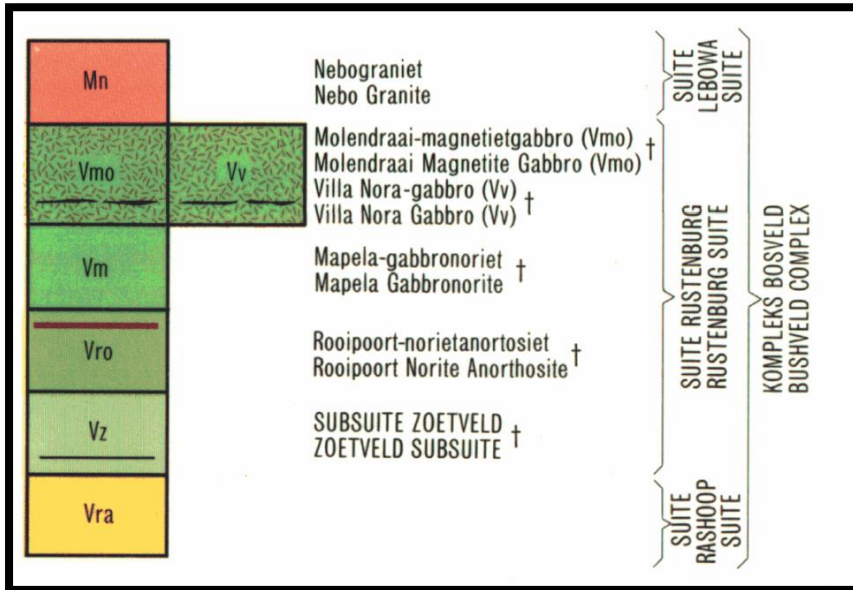 Mn
Nebograniet
Nebo Granite
SUITE
LEBOWA
SUITE
Vmo
Vv
Molendraai-magnetietgabbro (Vmo)
Molendraai Magnetite Gabbro (Vmo) †
Villa Nora-gabbro (Vv)
Villa Nora Gabbro (Vv) †
Vm
Mapela-gabbronoriet
Mapela Gabbronorite †
Vro
Rooipoort-norietanortosiet
Rooipoort Norite Anorthosite †
SUITE RUSTENBURG
RUSTENBURG SUITE
KOMPLEKS BOSVELD
BUSHVELD COMPLEX
Vz
SUBSUITE ZOETVELD
ZOETVELD SUBSUITE †
Vra
SUITE
RASHOOP
SUITE